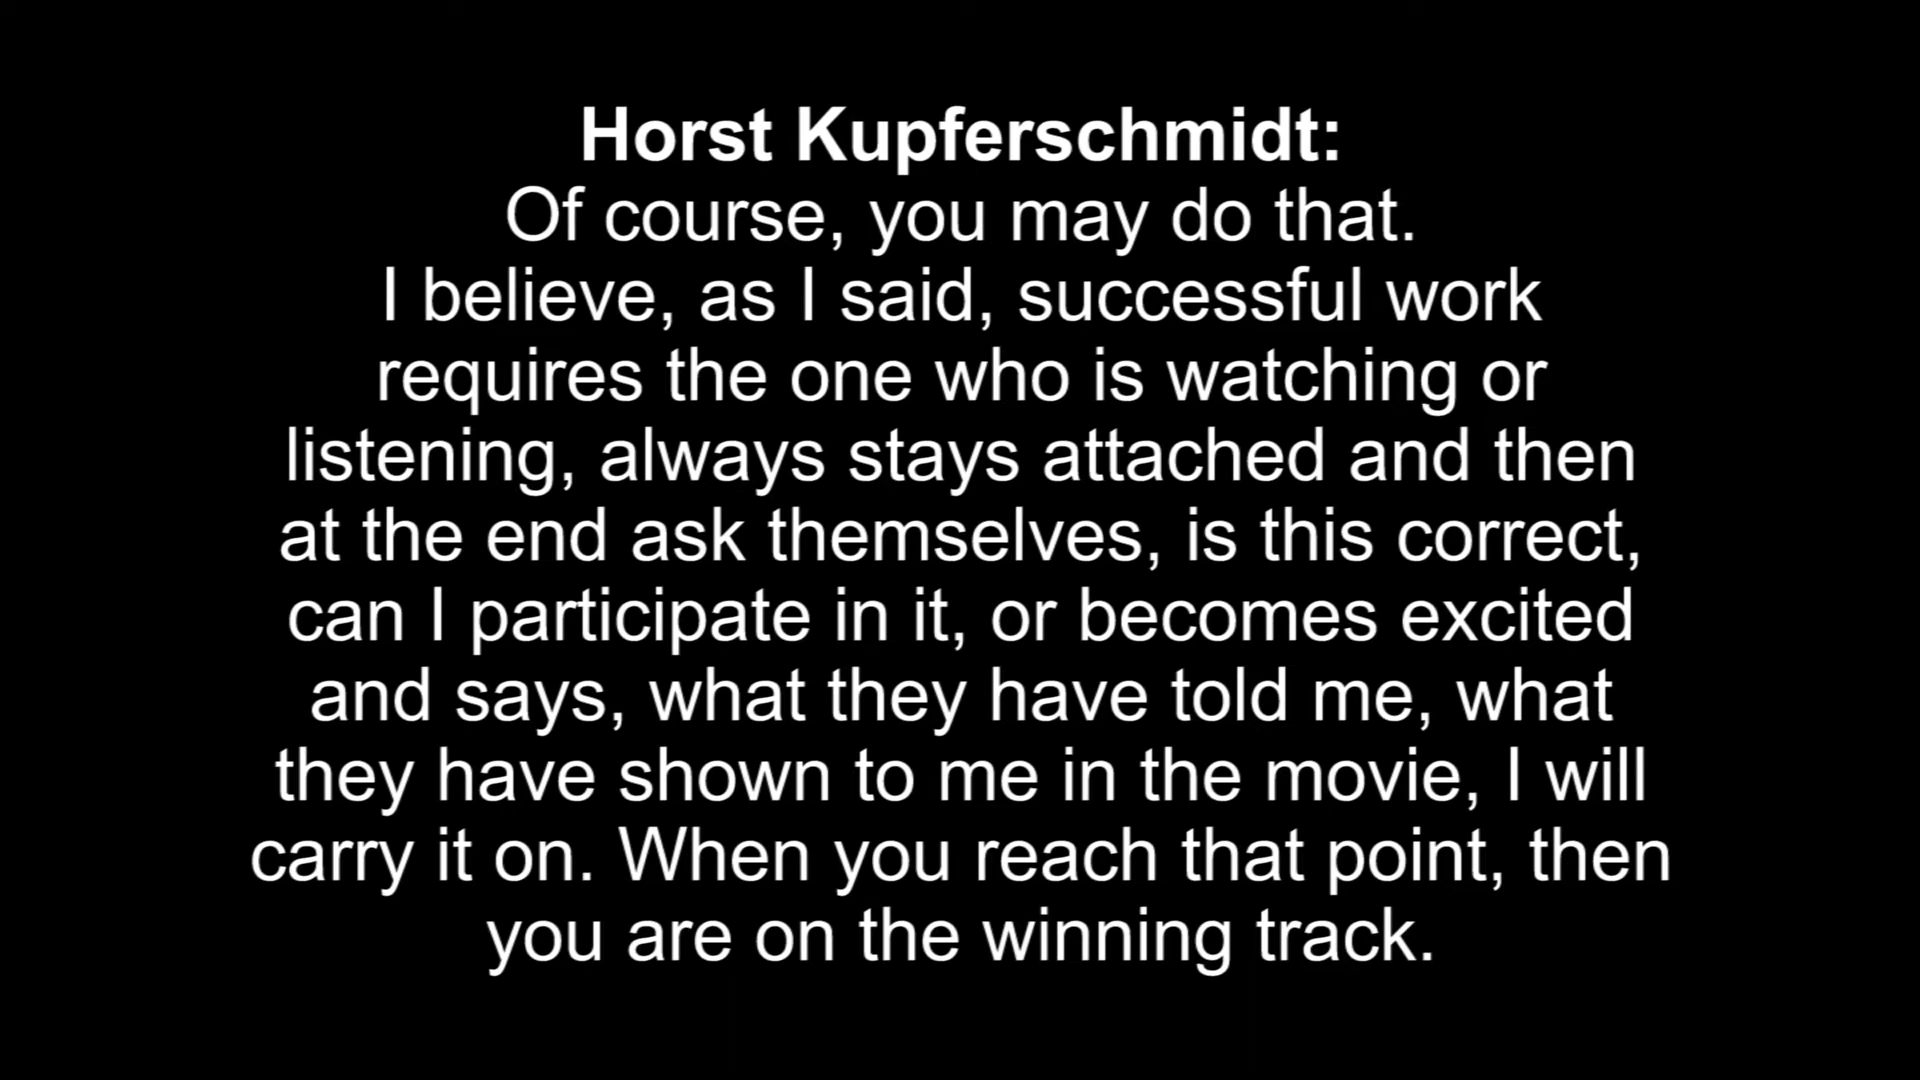 Horst Kupferschmidt:
Of course, you may do that.
I believe, as I said, successful work
requires the one who is watching or
listening, always stays attached and then
at the end ask themselves, is this correct,
can I participate in it, or becomes excited
and says, what they have told me, what
they have shown to me in the movie, I will
carry it on. When you reach that point, then
you are on the winning track.